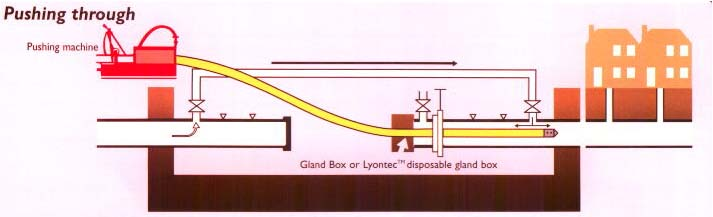 Pushing through
Pushing machine
Gland Box or Lyontec™ disposable gland box